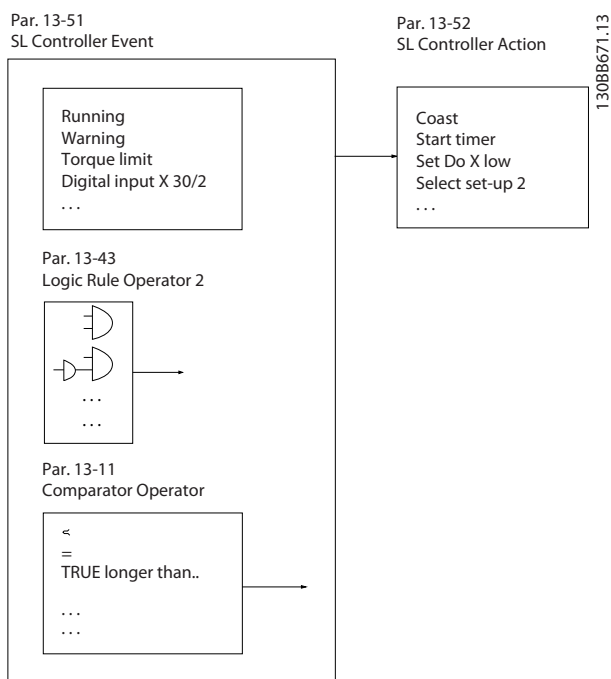 Par. 13-51
SL Controller Event
Par. 13-52
SL Controller Action
130BB671.13
Running
Warning
Torque limit
Digital input X 30/2
. . .
Coast
Start timer
Set Do X low
Select set-up 2
. . .
Par. 13-43
Logic Rule Operator 2
. . .
. . .
Par. 13-11
Comparator Operator
=
TRUE longer than..
. . .
. . .